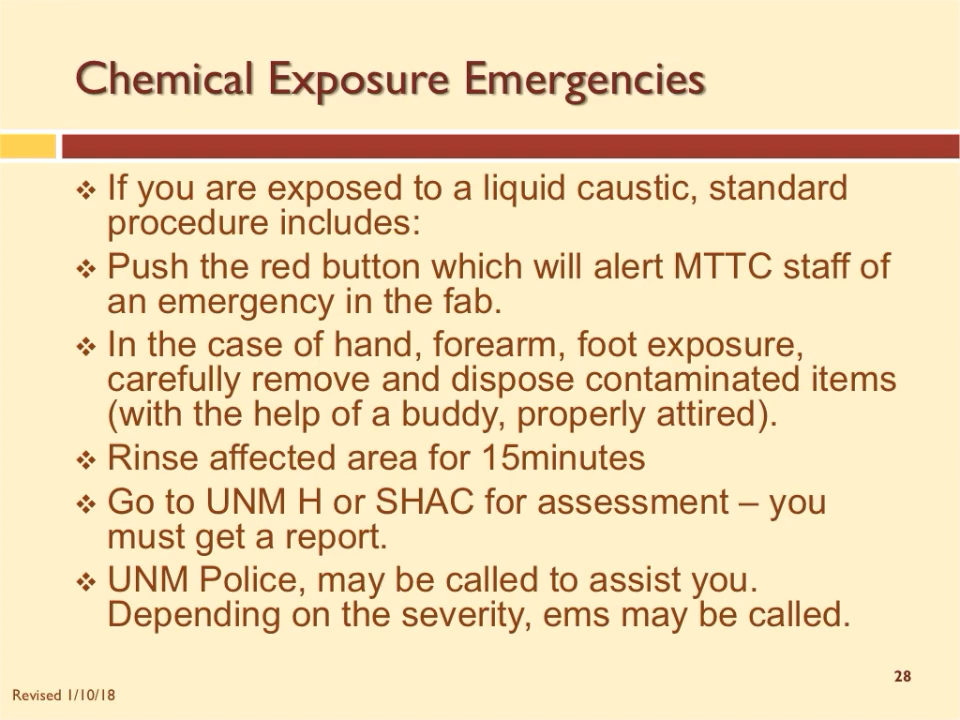 Chemical Exposure Emergencies
❖ If you are exposed to a liquid caustic, standard
procedure includes:
❖ Push the red button which will alert MTTC staff of
an emergency in the fab.
❖ In the case of hand, forearm, foot exposure,
carefully remove and dispose contaminated items
(with the help of a buddy, properly attired).
❖ Rinse affected area for 15minutes
❖ Go to UNM H or SHAC for assessment – you
must get a report.
❖ UNM Police, may be called to assist you.
Depending on the severity, ems may be called.
28
Revised 1/10/18